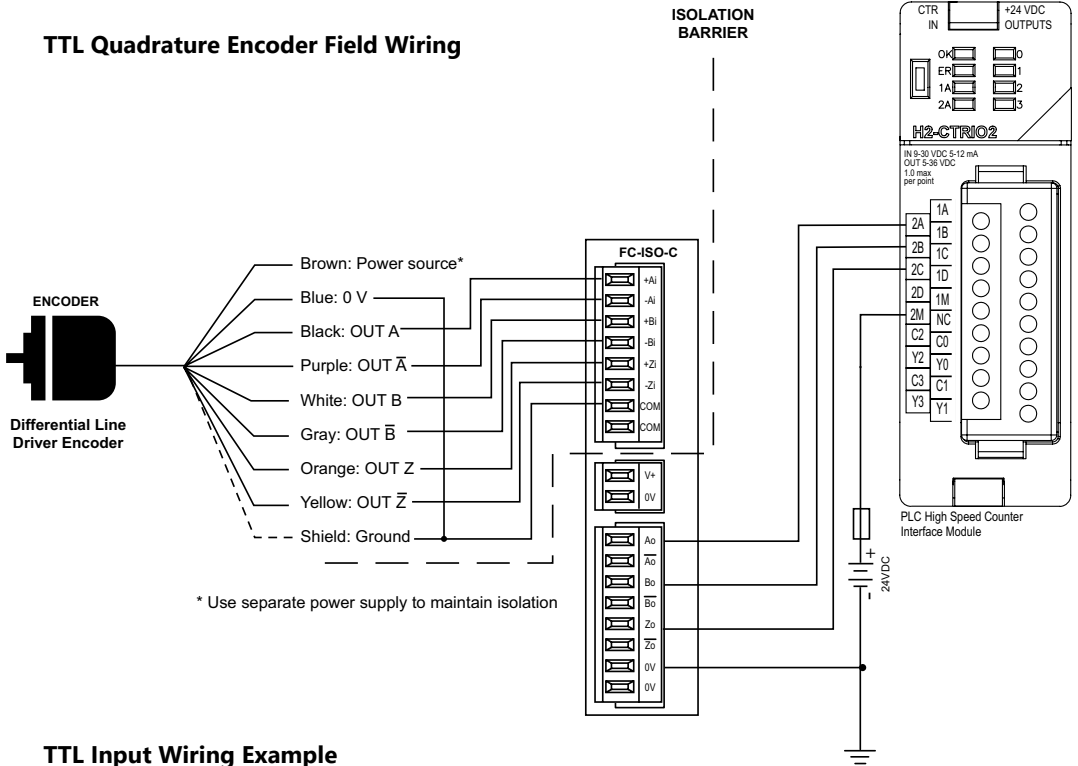 TTL Quadrature Encoder Field Wiring
ISOLATION
BARRIER
CTR
IN
+24 VDC
OUTPUTS
OK
ER
1A
2A
0
1
2
3
H2-CTRIO2
IN 9-30 VDC 5-12 mA
OUT 5-36 VDC
1.0 max
per point
1A
2A
1B
2B
1C
2C
1D
2D
1M
2M
NC
C2
C0
Y2
Y0
C3
C1
Y3
Y1
PLC High Speed Counter
Interface Module
FC-ISO-C
+Ai
-Ai
+Bi
-Bi
+Zi
-Zi
COM
COM
V+
0V
Ao
A̅o
Bo
B̅o
Zo
Z̅o
0V
0V
ENCODER
Differential Line
Driver Encoder
Brown: Power source*
Blue: 0 V
Black: OUT A
Purple: OUT A̅
White: OUT B
Gray: OUT B̅
Orange: OUT Z
Yellow: OUT Z̅
Shield: Ground
* Use separate power supply to maintain isolation
+
24VDC
-
TTL Input Wiring Example